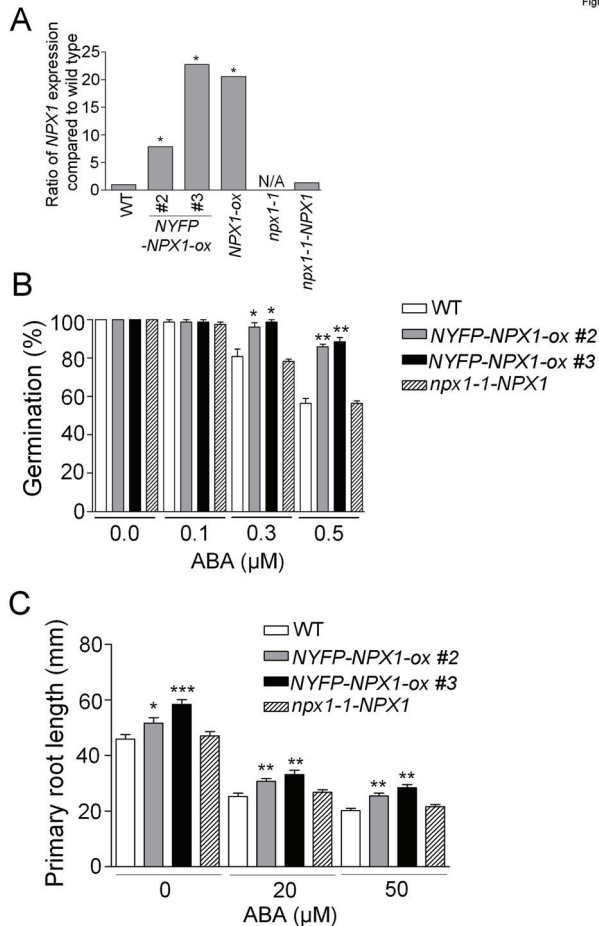 Figu
A
Ratio of NPX1 expression
compared to wild type
25
20
15
10
5
0
*
*
*
N/A
WT
#2
#3
NYFP
-NPX1-ox
NPX1-ox
npx1-1
npx1-1-NPX1
B
WT
NYFP-NPX1-ox #2
NYFP-NPX1-ox #3
npx1-1-NPX1
Germination (%)
100
80
60
40
20
0
* *
** **
0.0 0.1 0.3 0.5
ABA (µM)
C
WT
NYFP-NPX1-ox #2
NYFP-NPX1-ox #3
npx1-1-NPX1
Primary root length (mm)
80
60
40
20
0
* ***
** **
** **
0 20 50
ABA (µM)